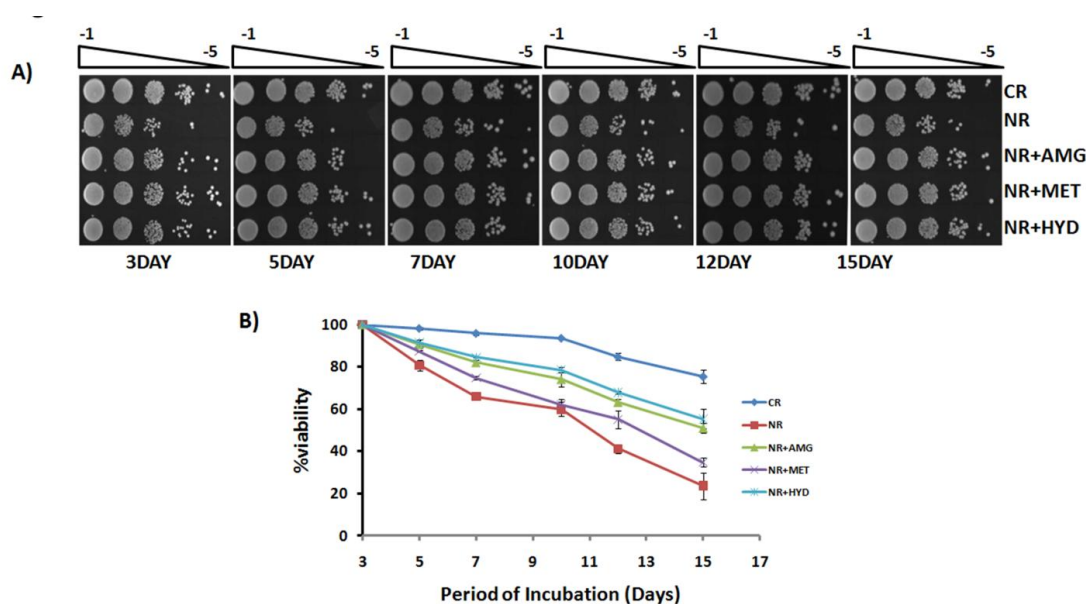 -1 -5 -1 -5 -1 -5 -1 -5 -1 -5 -1 -5
A)
CR
NR
NR+AMG
NR+MET
NR+HYD
3DAY 5DAY 7DAY 10DAY 12DAY 15DAY
B)
100
80
60
40
20
0
%viability
3 5 7 9 11 13 15 17
Period of Incubation (Days)
CR
NR
NR+AMG
NR+MET
NR+HYD